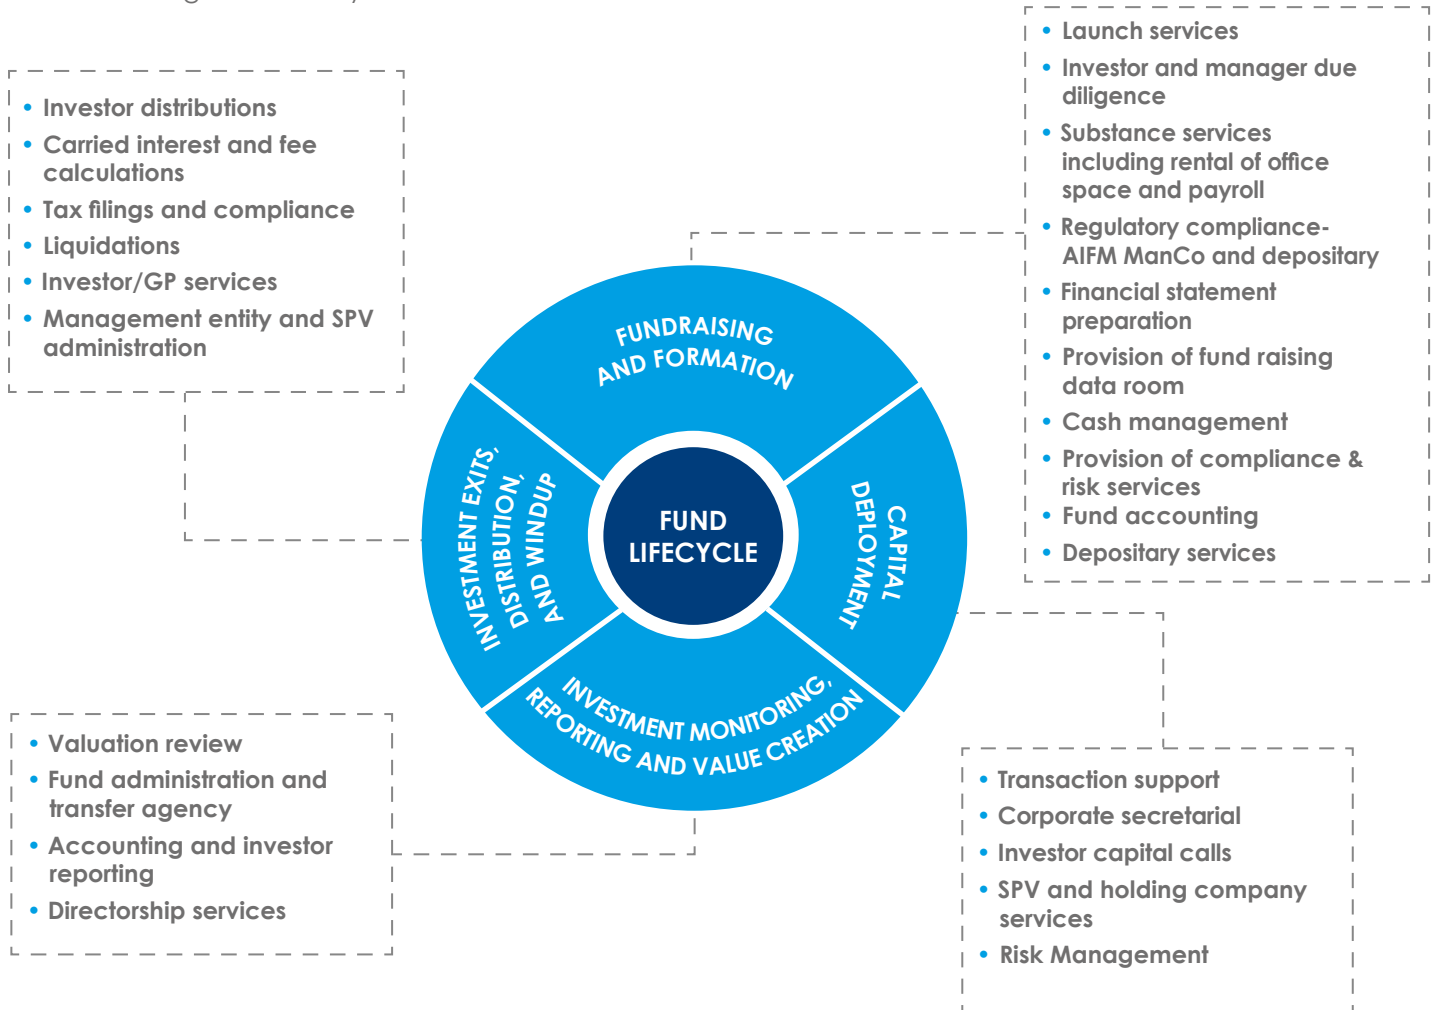 • Launch services
• Investor and manager due
diligence
• Substance services
including rental of office
space and payroll
• Regulatory compliance-
AIFM ManCo and depositary
• Financial statement
preparation
• Provision of fund raising
data room
• Cash management
• Provision of compliance &
risk services
• Fund accounting
• Depositary services
• Investor distributions
• Carried interest and fee
calculations
• Tax filings and compliance
• Liquidations
• Investor/GP services
• Management entity and SPV
administration
FUNDRAISING
AND FORMATION
INVESTMENT EXITS,
DISTRIBUTION,
AND WINDUP
FUND
LIFECYCLE
CAPITAL
DEPLOYMENT
INVESTMENT MONITORING,
REPORTING AND VALUE CREATION
• Valuation review
• Fund administration and
transfer agency
• Accounting and investor
reporting
• Directorship services
• Transaction support
• Corporate secretarial
• Investor capital calls
• SPV and holding company
services
• Risk Management